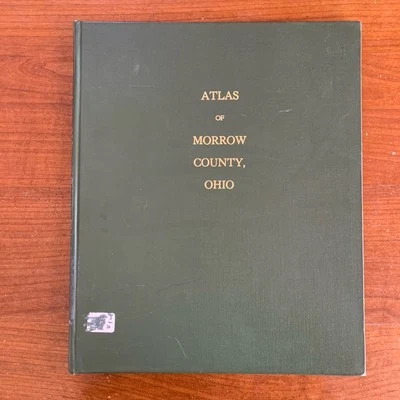 ATLAS
OF
MORROW
COUNTY,
OHIO